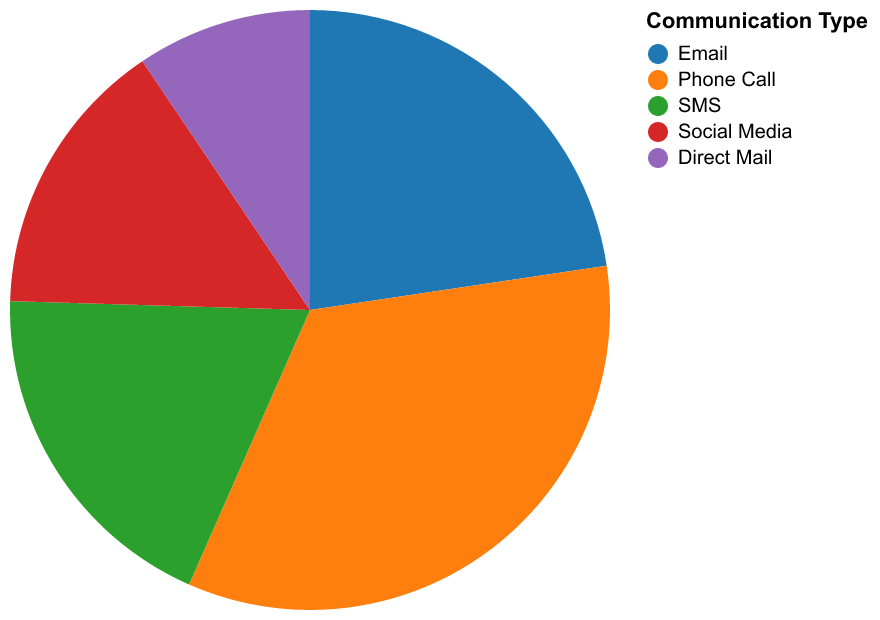 Communication Type
Email
Phone Call
SMS
Social Media
Direct Mail